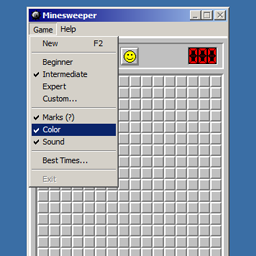 Minesweeper
Game Help
New F2
Beginner
Intermediate
Expert
Custom...
Marks (?)
Color
Sound
Best Times...
Exit
000